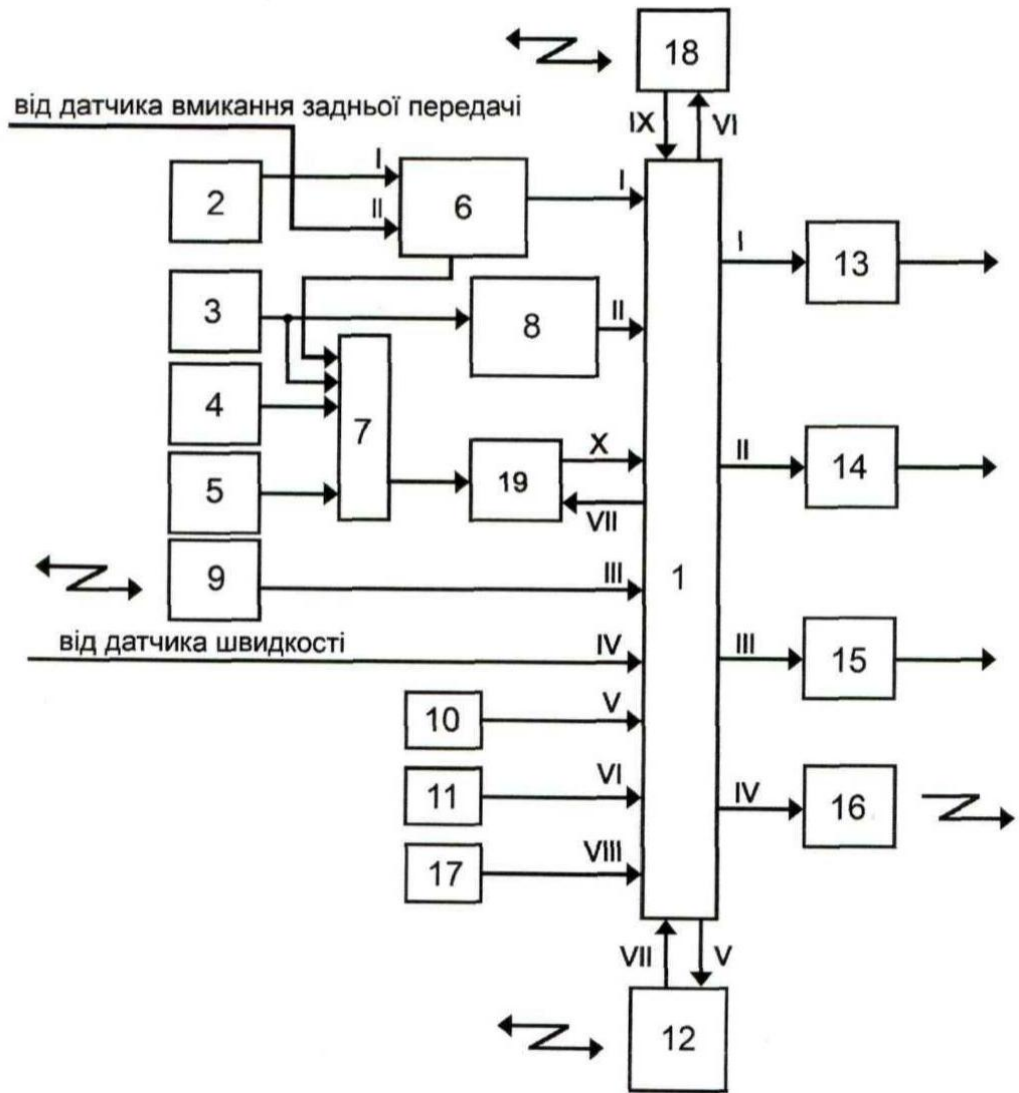 18
від датчика вмикання задньої передачі
IX
VI
I
2
II
6
I
I
13
3
8
II
4
7
II
14
X
5
19
VII
9
III
1
від датчика швидкості
IV
III
15
10
V
11
VI
IV
16
17
VIII
VII
V
12